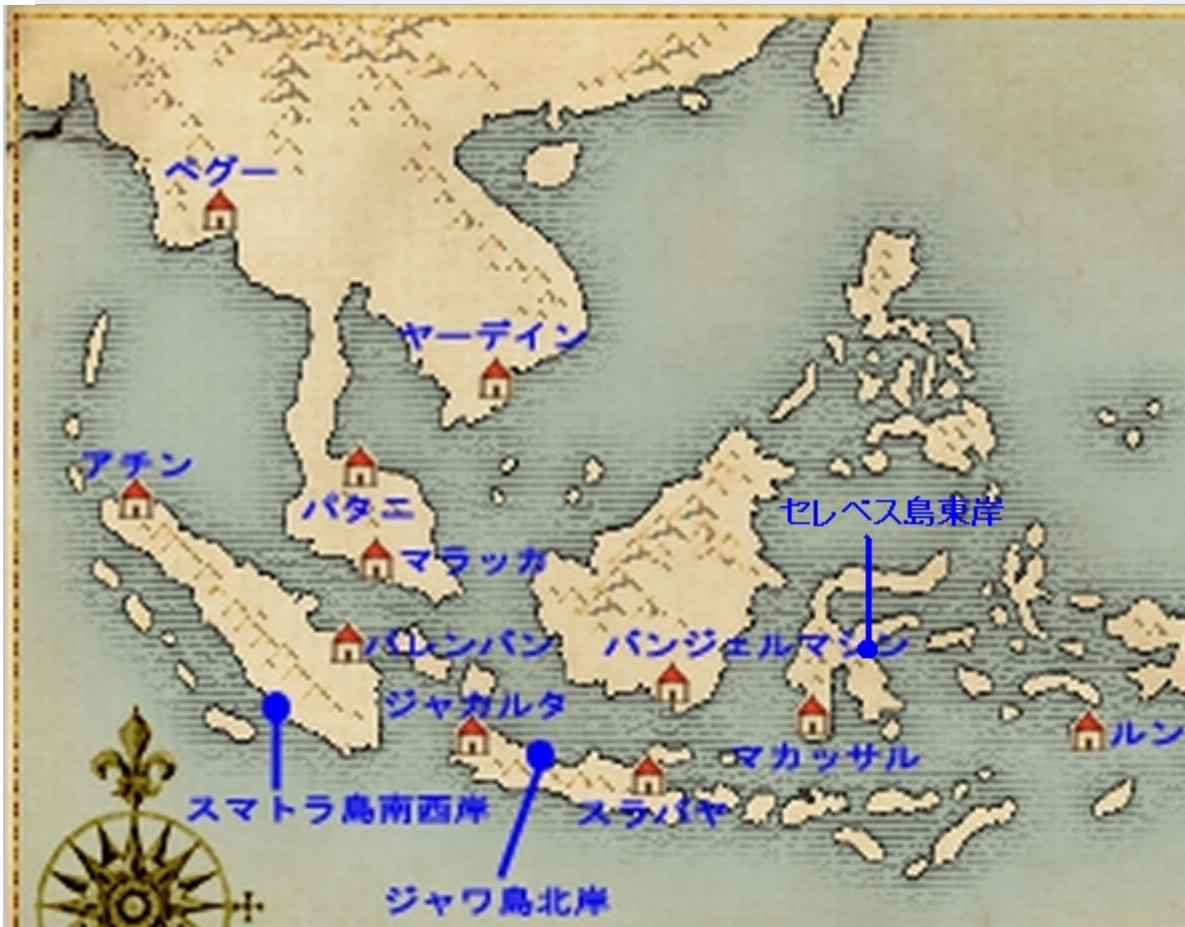 ペグー
ヤーデイン
アチン
パタニ
セレベス島東岸
マラッカ
パレンバン
バンジェルマシン
ジャカルタ
ルン
マカッサル
スマトラ島南西岸
スラバヤ
ジャワ島北岸